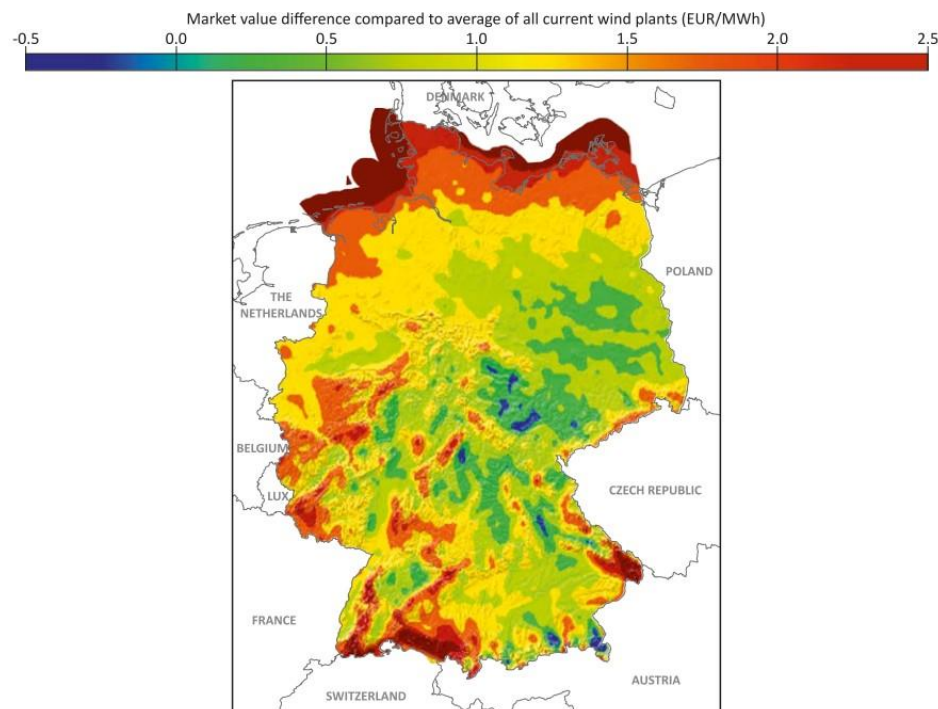 Market value difference compared to average of all current wind plants (EUR/MWh)
-0.5 0.0 0.5 1.0 1.5 2.0 2.5
DENMARK
POLAND
THE
NETHERLANDS
BELGIUM
LUX
CZECH REPUBLIC
FRANCE
AUSTRIA
SWITZERLAND